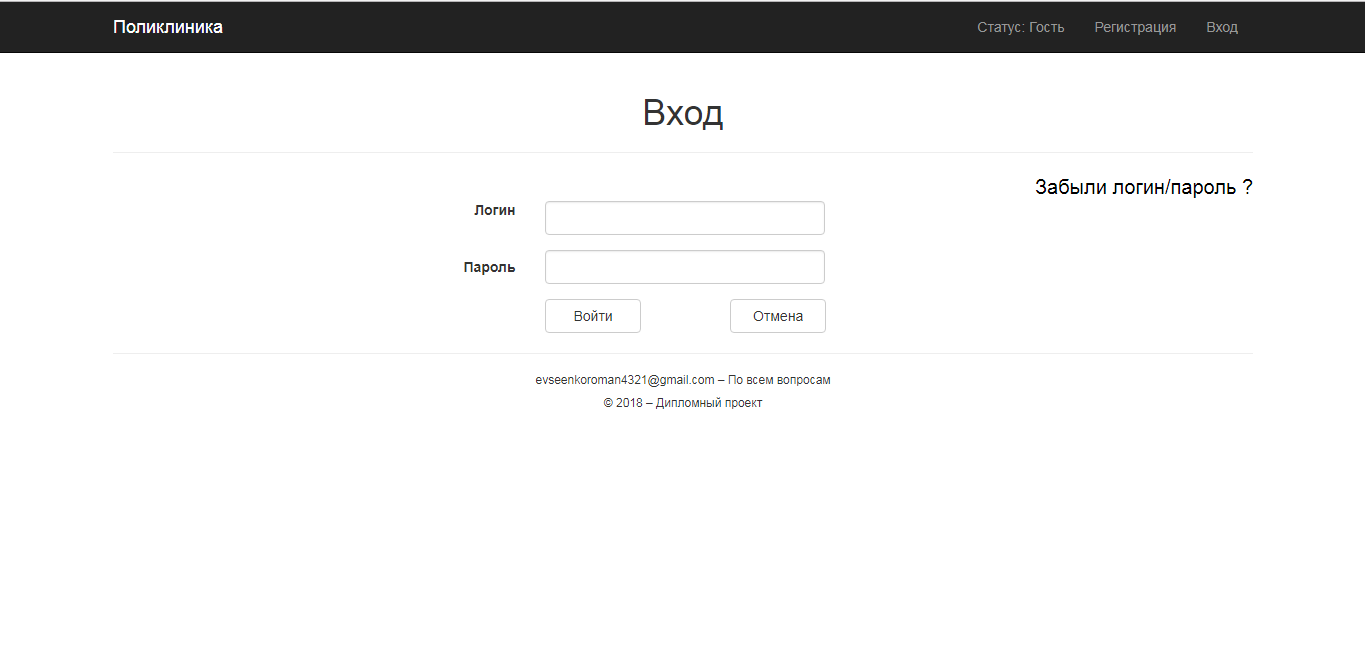 Поликлиника
Статус: Гость
Регистрация
Вход
Вход
Забыли логин/пароль ?
Логин
Пароль
Войти
Отмена
evseenkoroman4321@gmail.com – По всем вопросам
© 2018 – Дипломный проект